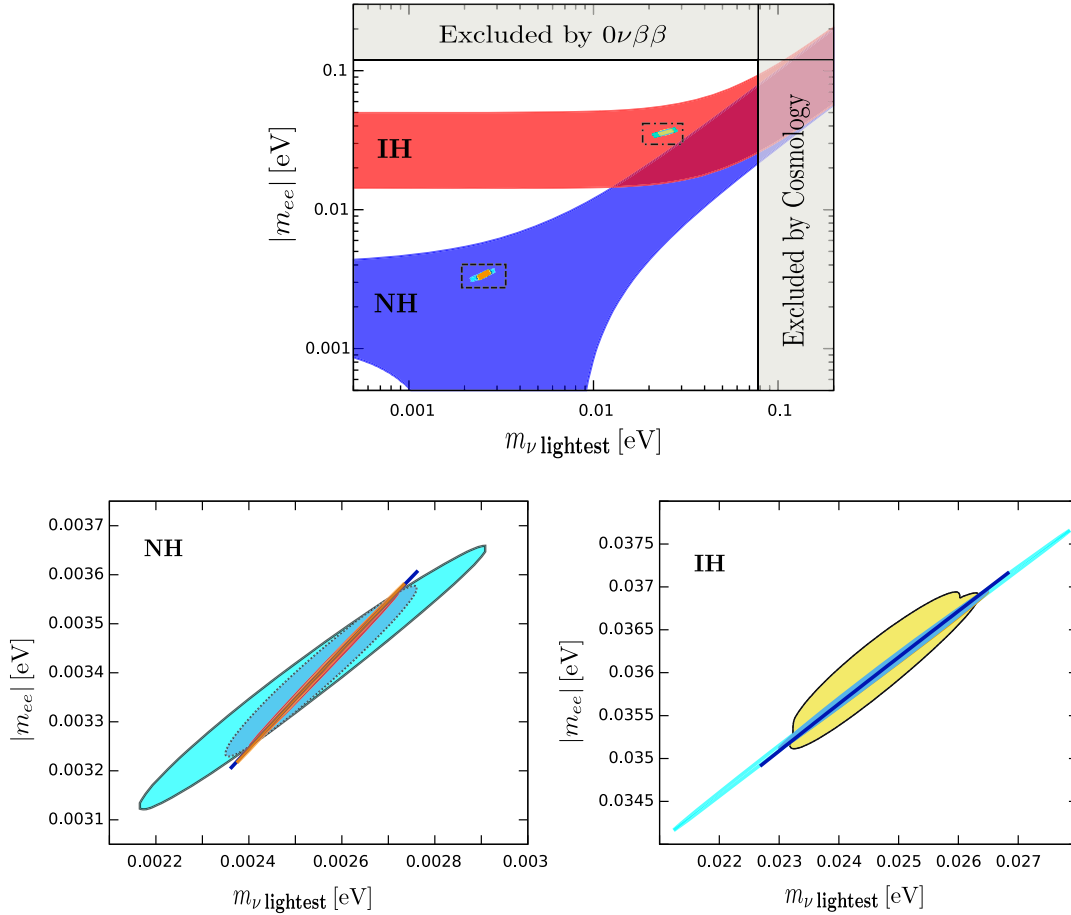 Excluded by 0νββ
Excluded by Cosmology
IH
NH
|m_ee| [eV]
0.1
0.01
0.001
0.001
0.01
0.1
m_ν lightest [eV]
NH
|m_ee| [eV]
0.0037
0.0036
0.0035
0.0034
0.0033
0.0032
0.0031
0.0022
0.0024
0.0026
0.0028
0.003
m_ν lightest [eV]
IH
|m_ee| [eV]
0.0375
0.037
0.0365
0.036
0.0355
0.035
0.0345
0.022
0.023
0.024
0.025
0.026
0.027
m_ν lightest [eV]